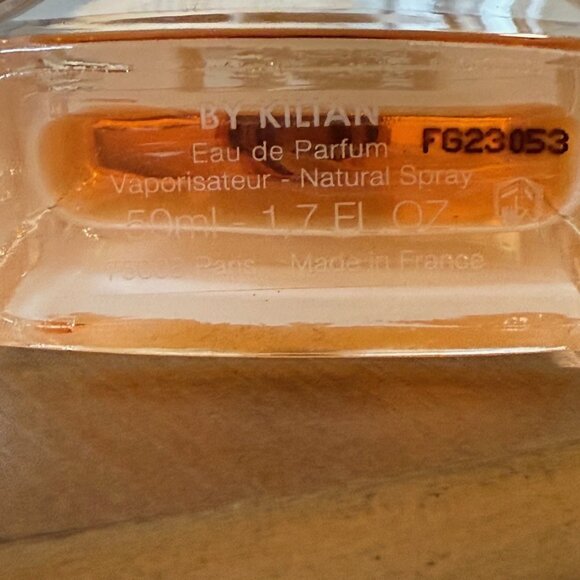 BY KILIAN
Eau de Parfum FG23053
Vaporisateur - Natural Spray
50ml - 1,7 Fl. OZ
Paris - Made in France